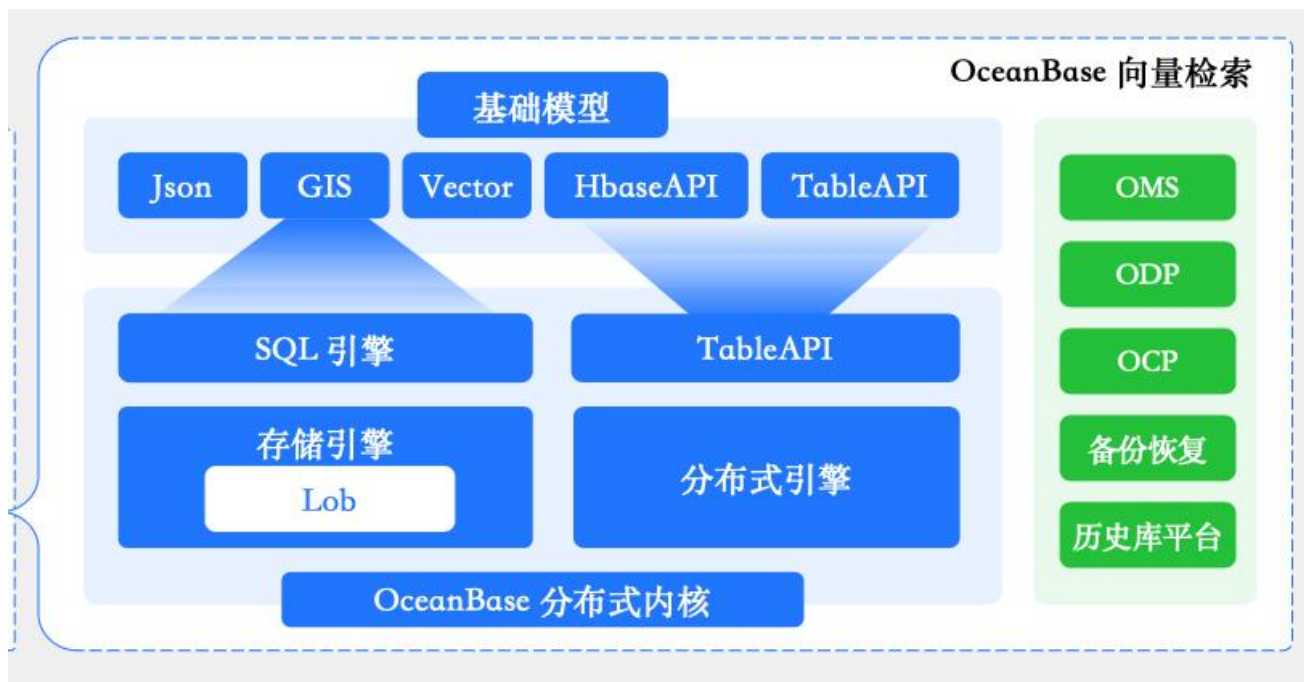 OceanBase 向量检索
基础模型
Json
GIS
Vector
HbaseAPI
TableAPI
SQL 引擎
TableAPI
存储引擎
Lob
分布式引擎
OceanBase 分布式内核
OMS
ODP
OCP
备份恢复
历史库平台